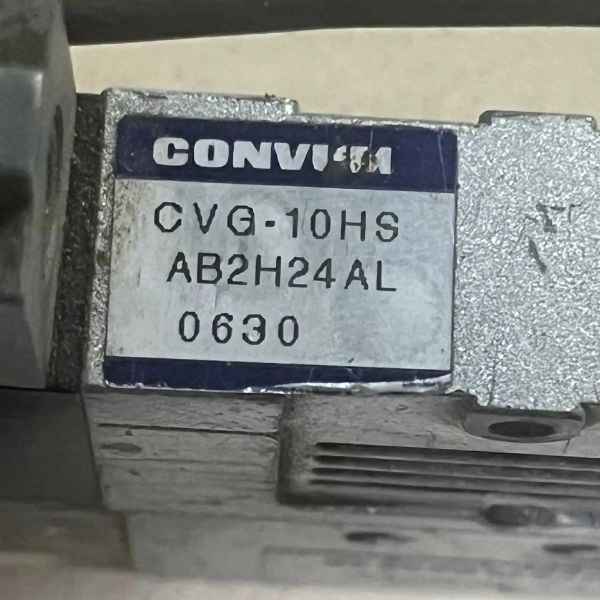 CONVUM
CVG-10HS
AB2H24AL
0630